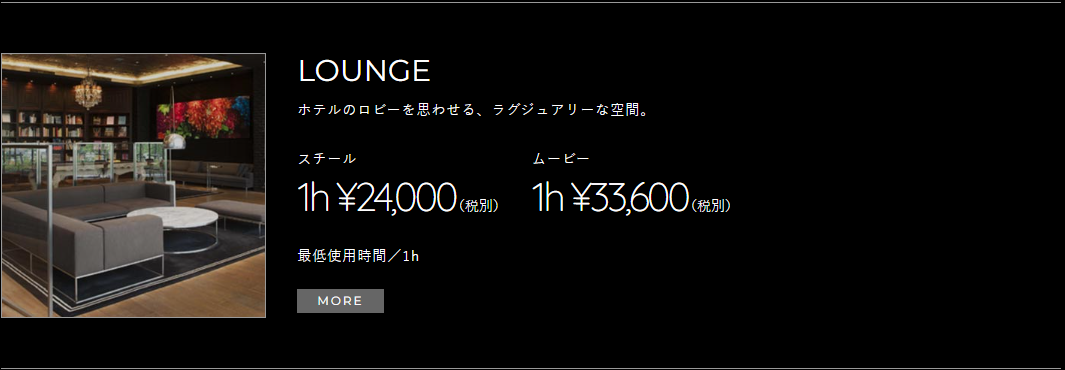 LOUNGE
ホテルのロビーを思わせる、ラグジュアリーな空間。
スチール
1h ¥24,000(税別)
ムービー
1h ¥33,600(税別)
最低使用時間／1h
MORE